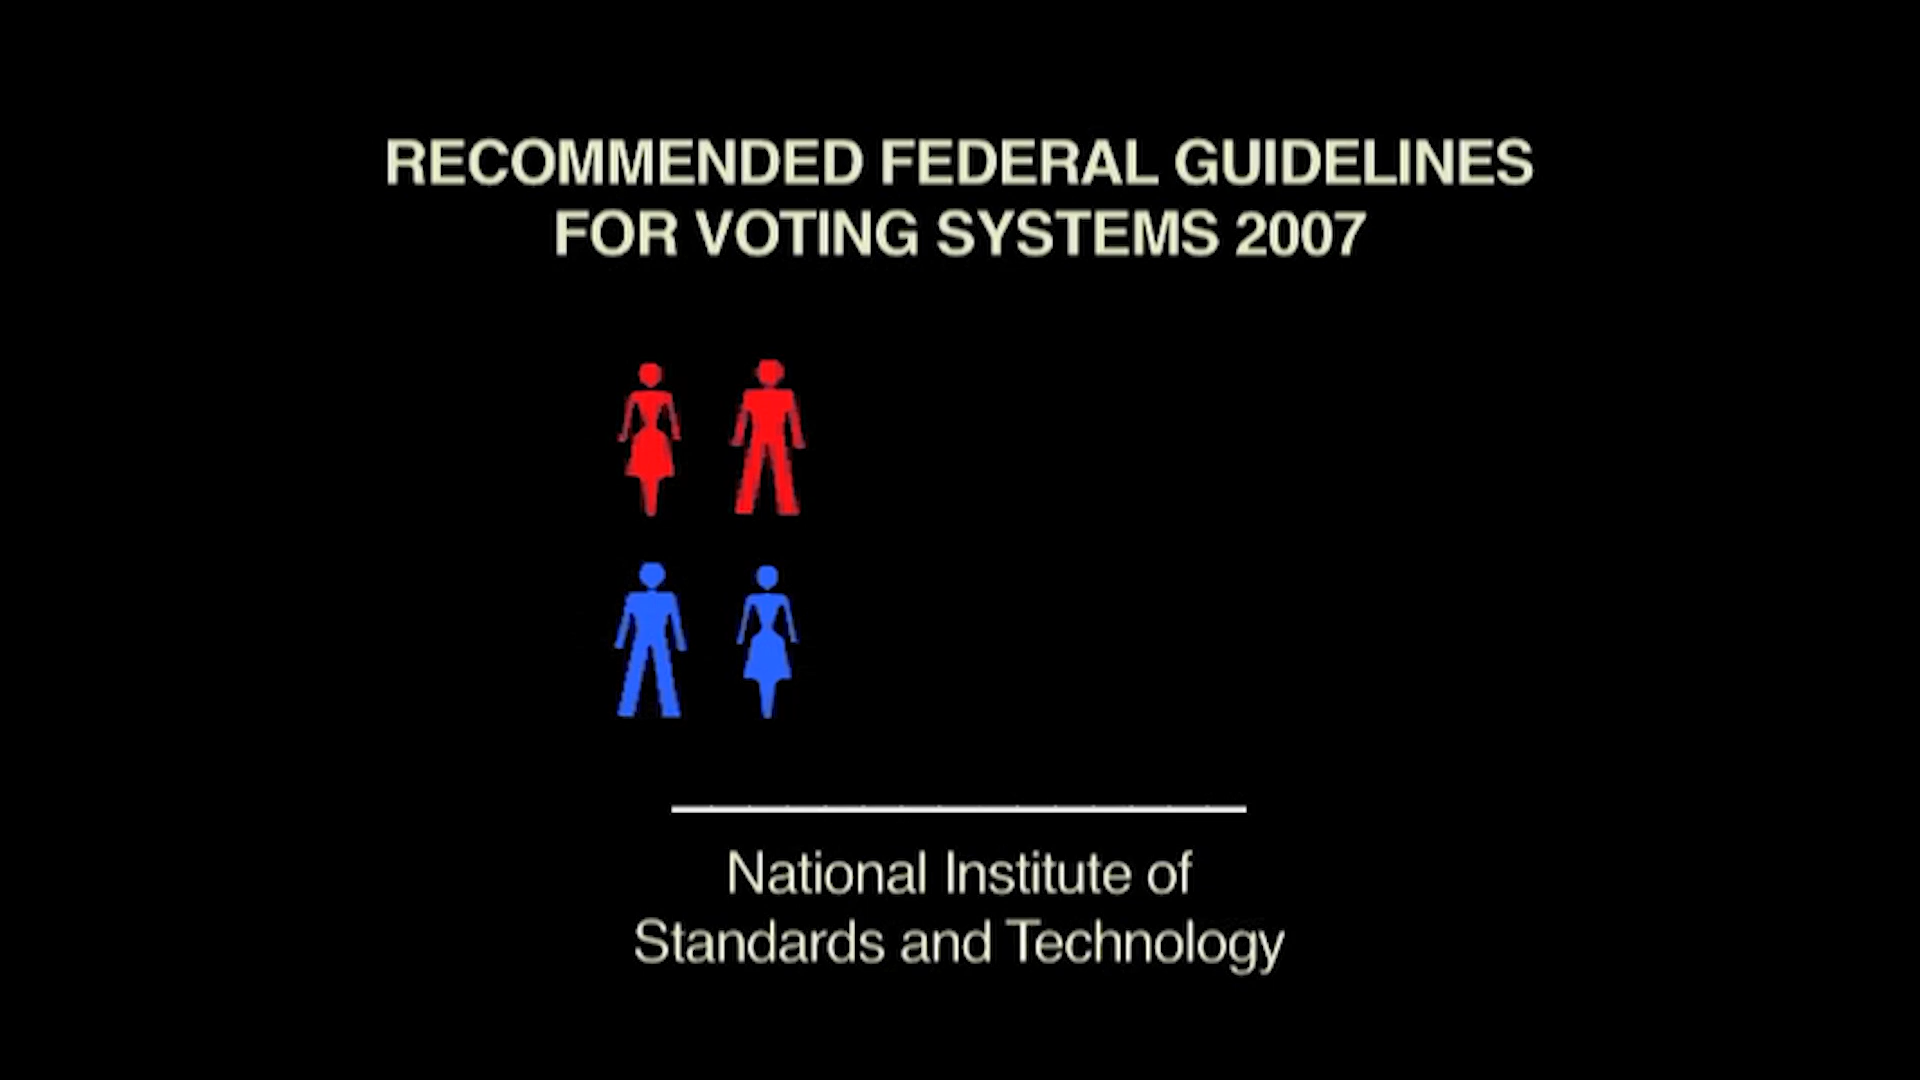 RECOMMENDED FEDERAL GUIDELINES
FOR VOTING SYSTEMS 2007
National Institute of
Standards and Technology